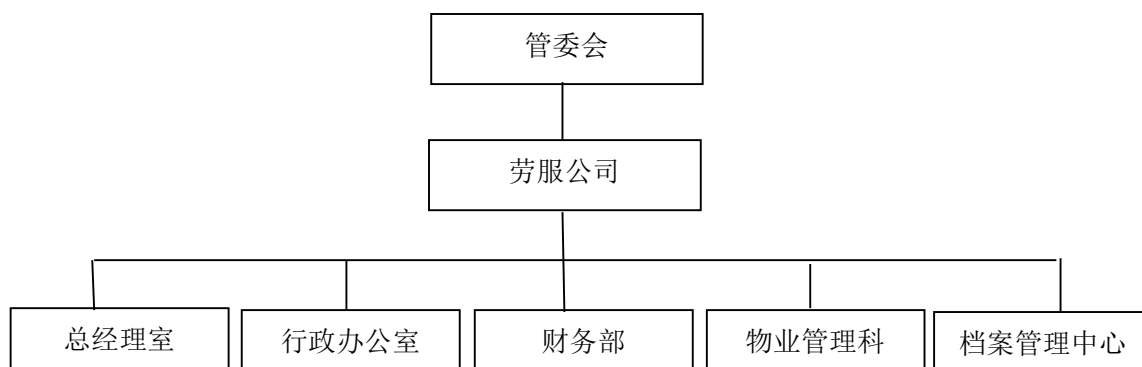 管委会
劳服公司
总经理室
行政办公室
财务部
物业管理科
档案管理中心